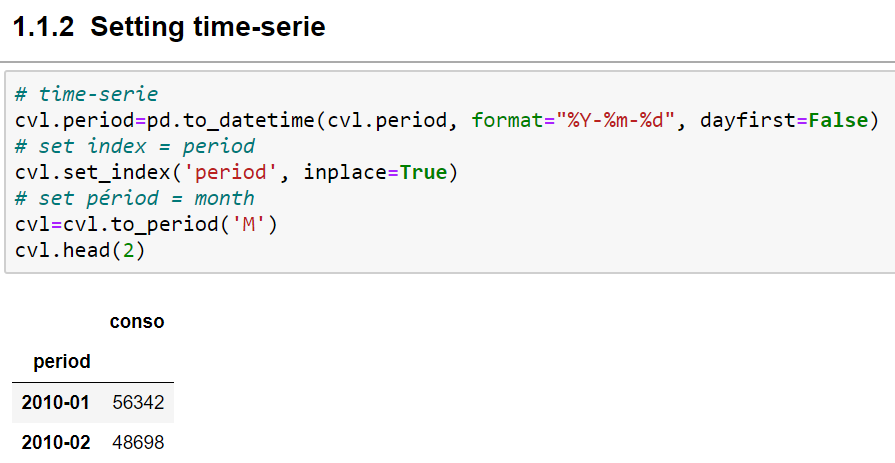 1.1.2 Setting time-serie
# time-serie
cvl.period=pd.to_datetime(cvl.period, format="%Y-%m-%d", dayfirst=False)
# set index = period
cvl.set_index('period', inplace=True)
# set périod = month
cvl=cvl.to_period('M')
cvl.head(2)
conso
period
2010-01 56342
2010-02 48698